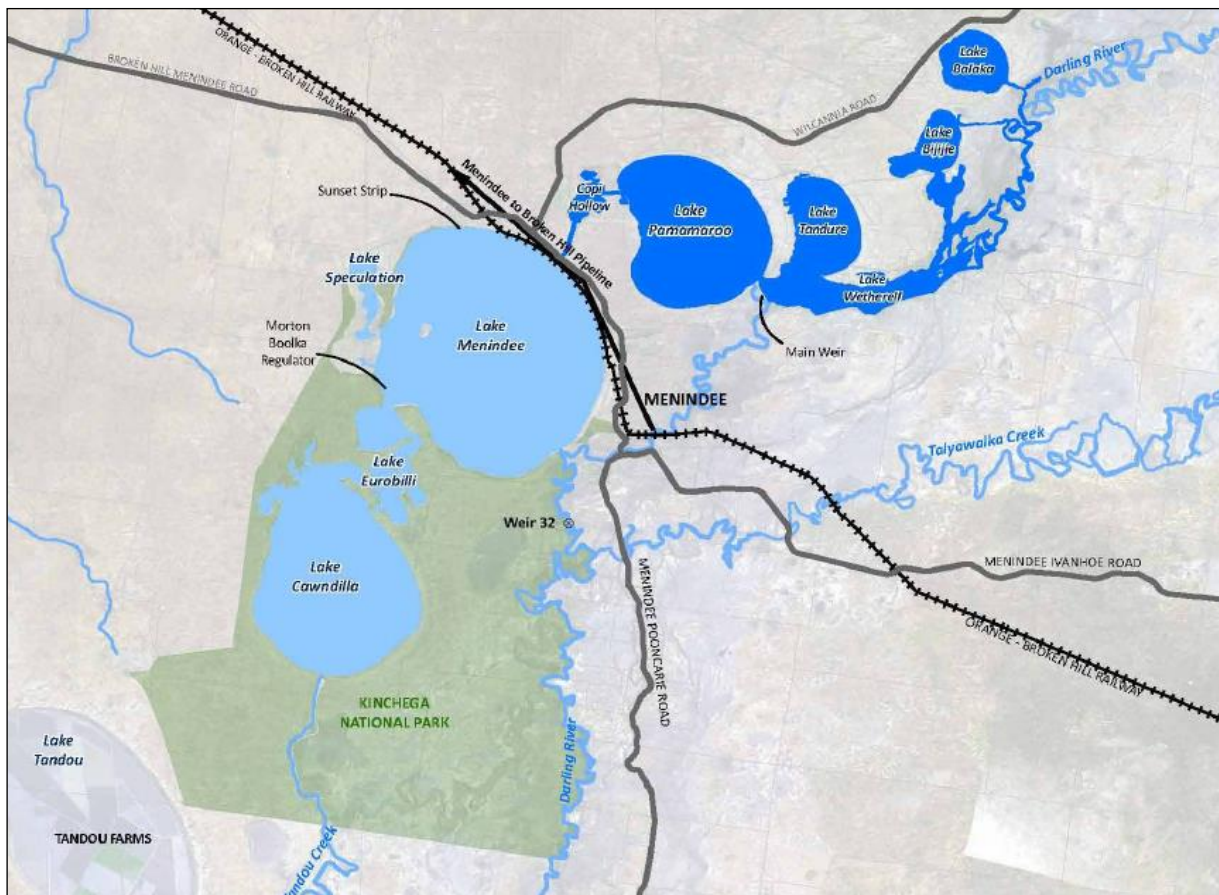 ORANGE - BROKEN HILL RAILWAY
BROKEN HILL MENINDEE ROAD
Lake
Balaka
Darling River
WILCANNIA ROAD
Lake
Bijijie
Menindee to Broken Hill Pipeline
Sunset Strip
Copi
Hollow
Lake
Pamamaroo
Lake
Tandure
Lake
Speculation
Lake
Wetherell
Morton
Boolka
Regulator
Lake
Menindee
Main Weir
MENINDEE
Talyawalka Creek
Lake
Eurobilli
Weir 32
Lake
Cawndilla
MENINDEE IVANHOE ROAD
MENINDEE POONCARIE ROAD
ORANGE - BROKEN HILL RAILWAY
KINCHEGA
NATIONAL PARK
Lake
Tandou
Darling River
TANDOU FARMS
Tandou Creek